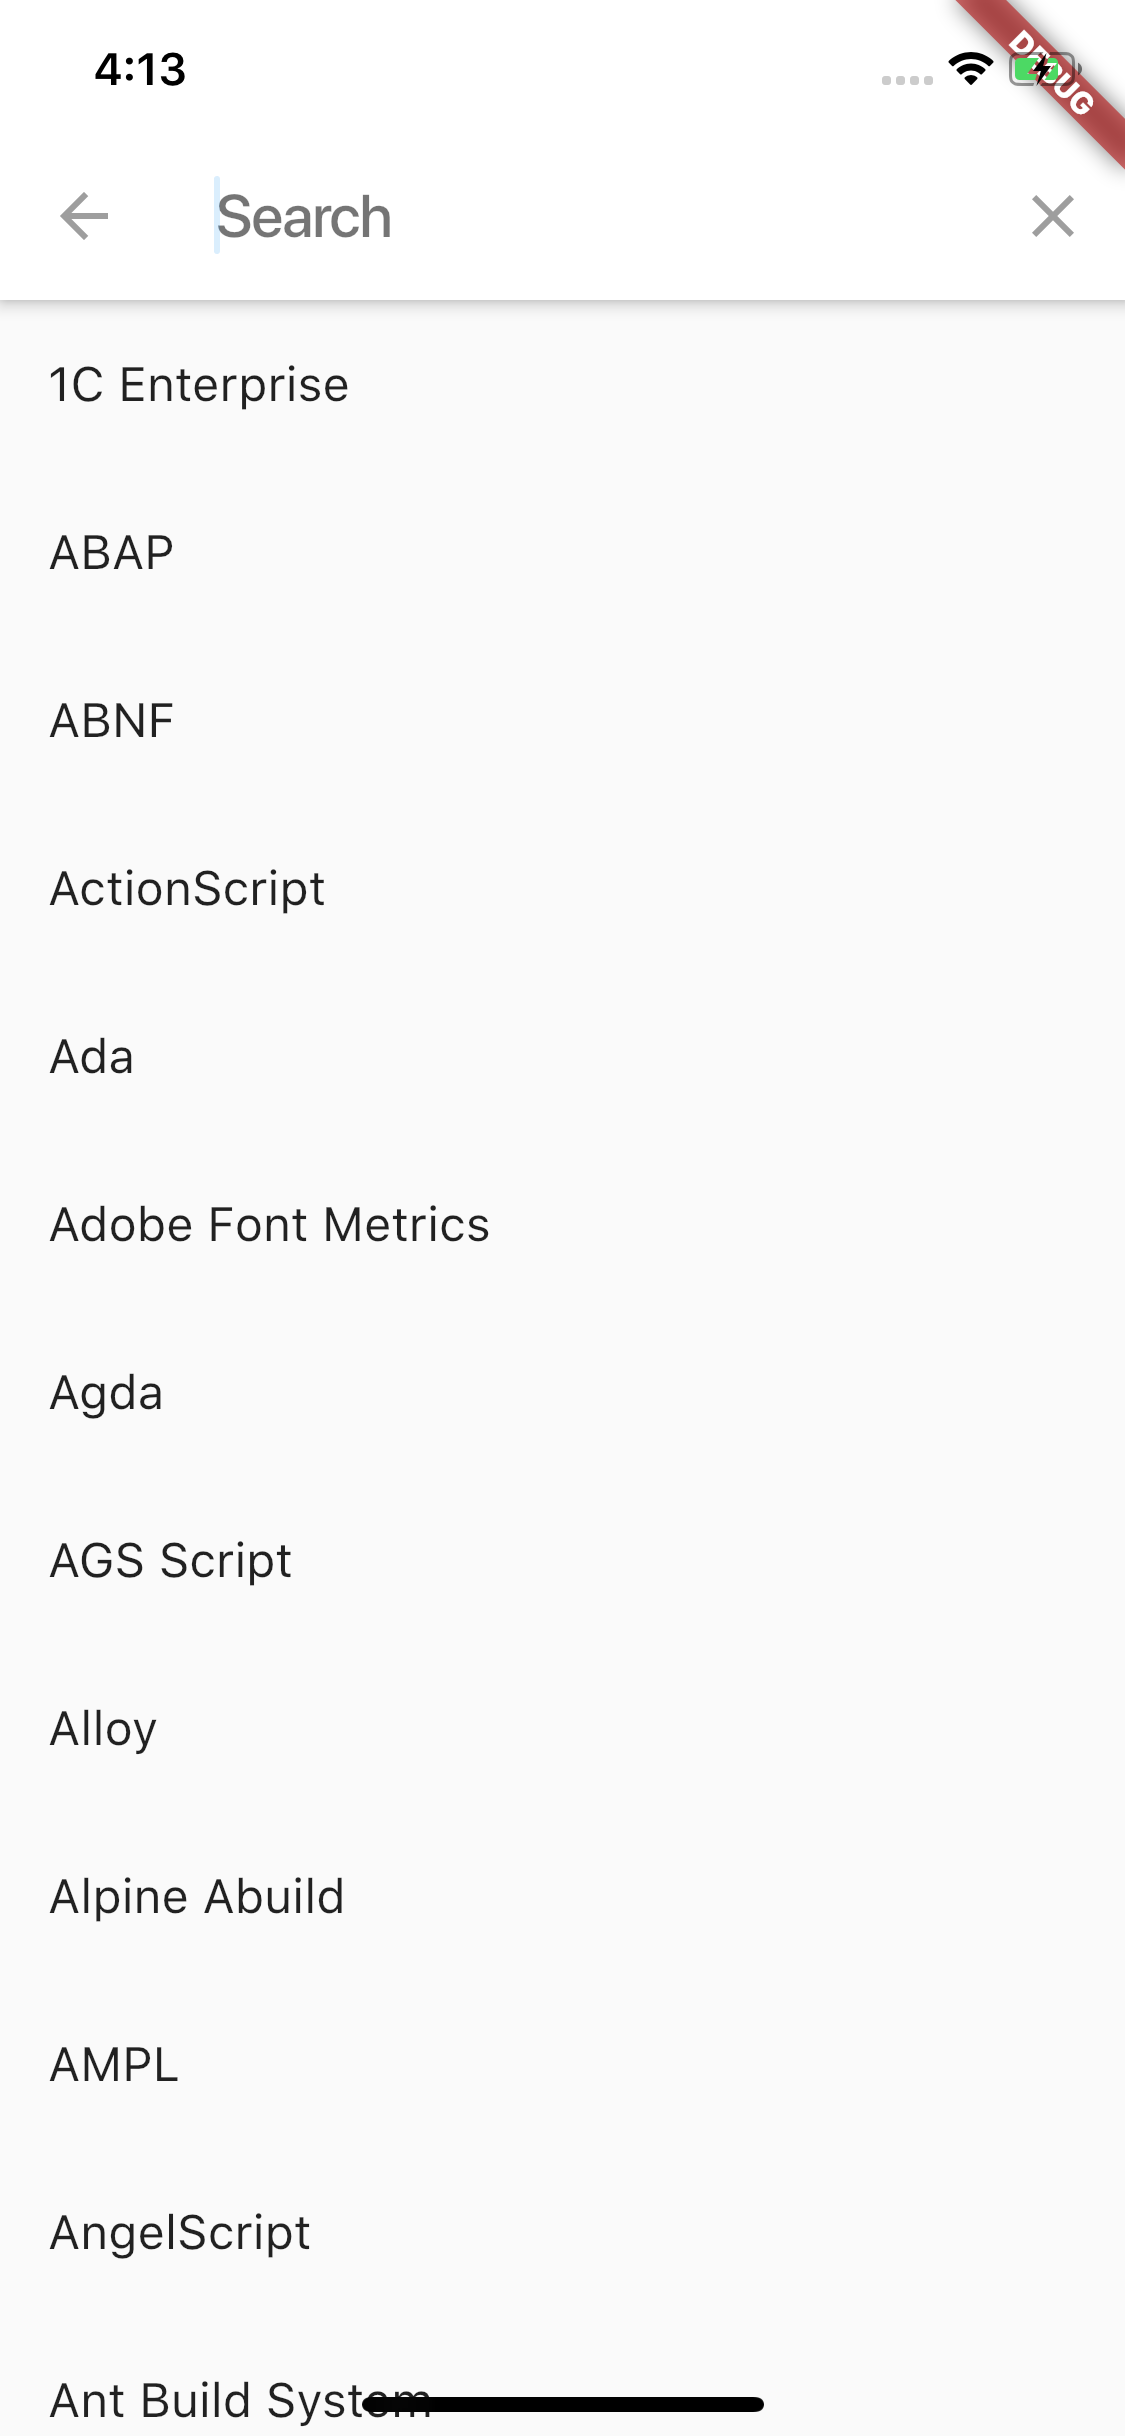 4:13
DEBUG
Search
1C Enterprise
ABAP
ABNF
ActionScript
Ada
Adobe Font Metrics
Agda
AGS Script
Alloy
Alpine Abuild
AMPL
AngelScript
Ant Build System